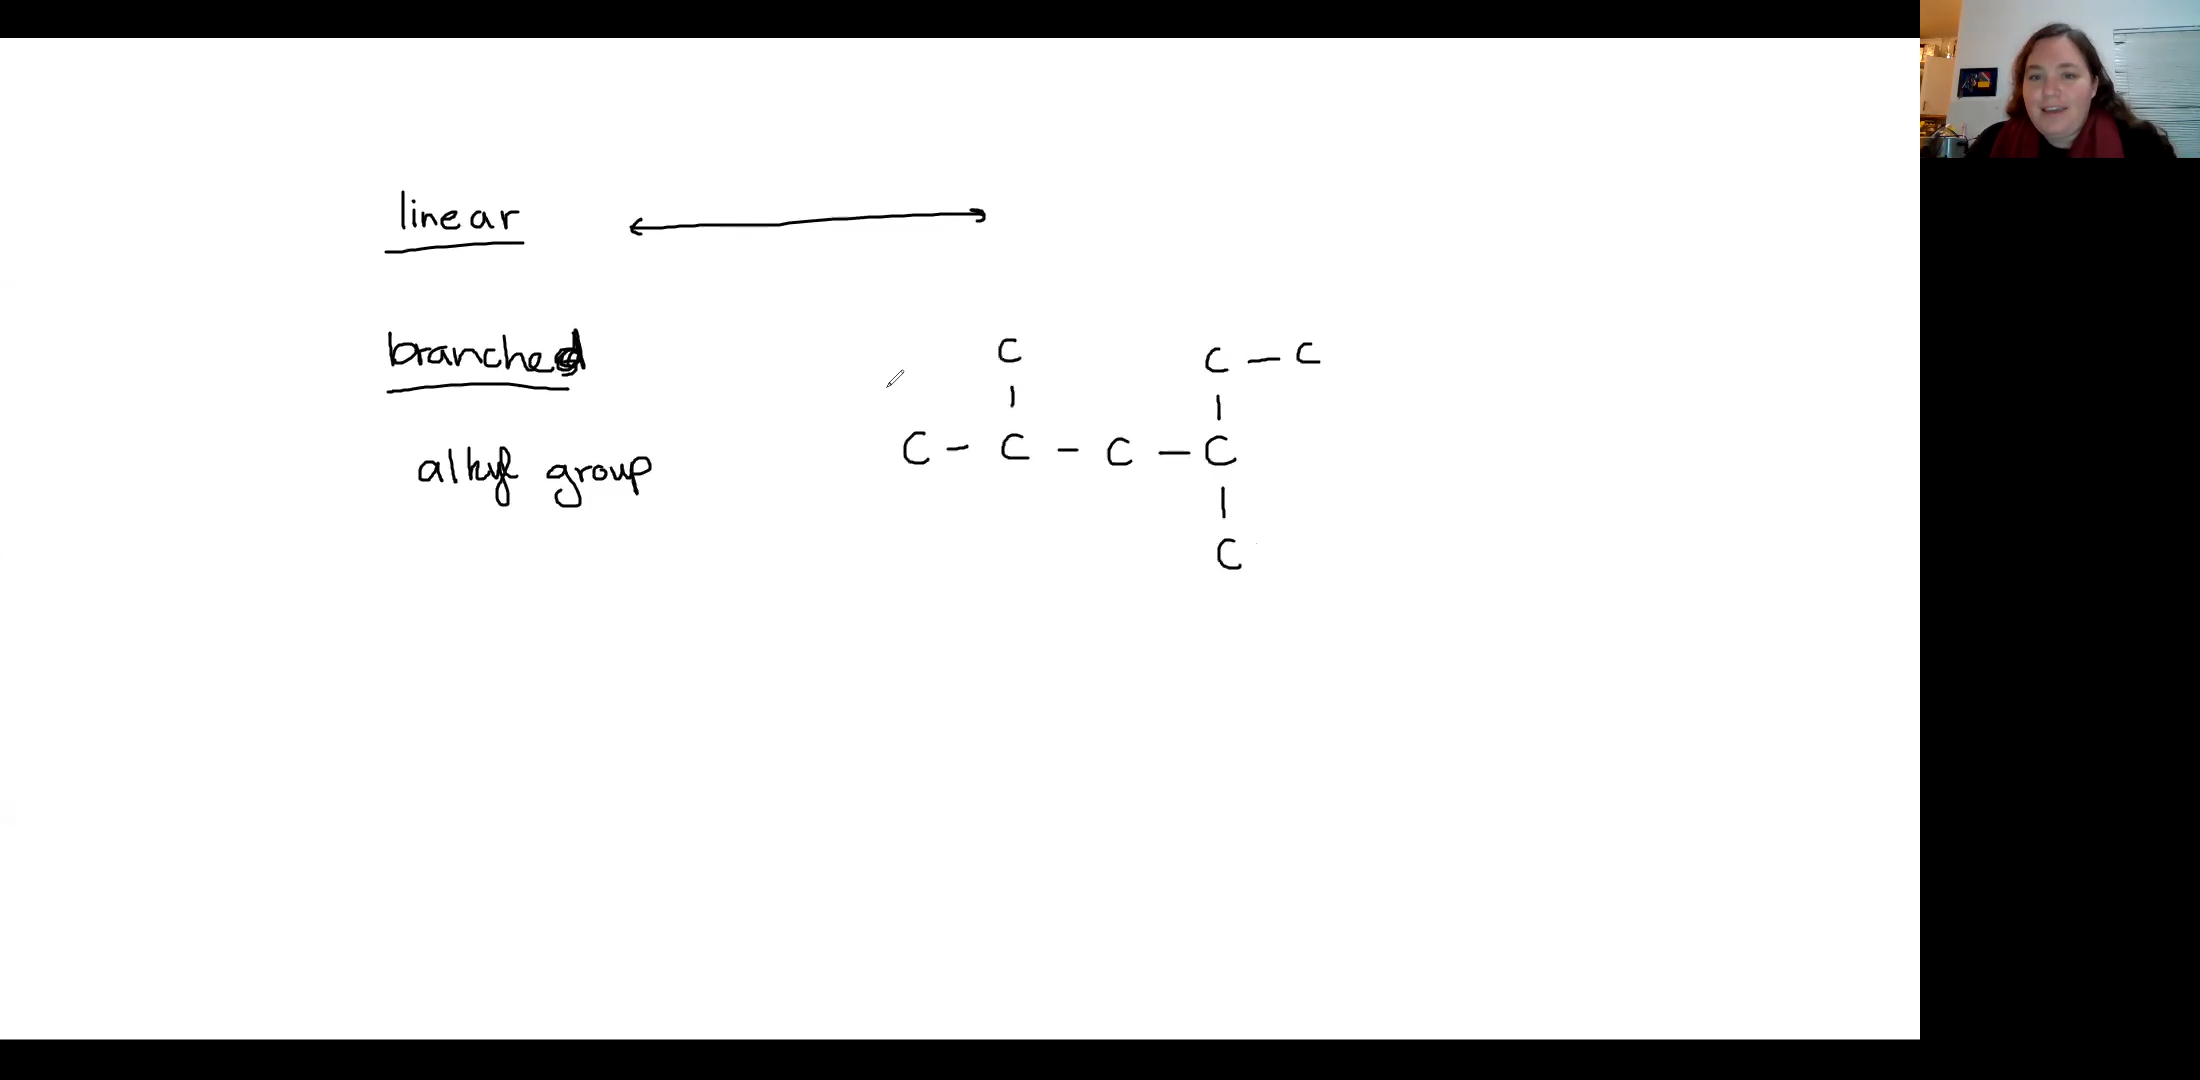 linear
branched
C C - C
C - C - C - C
alkyl group
C